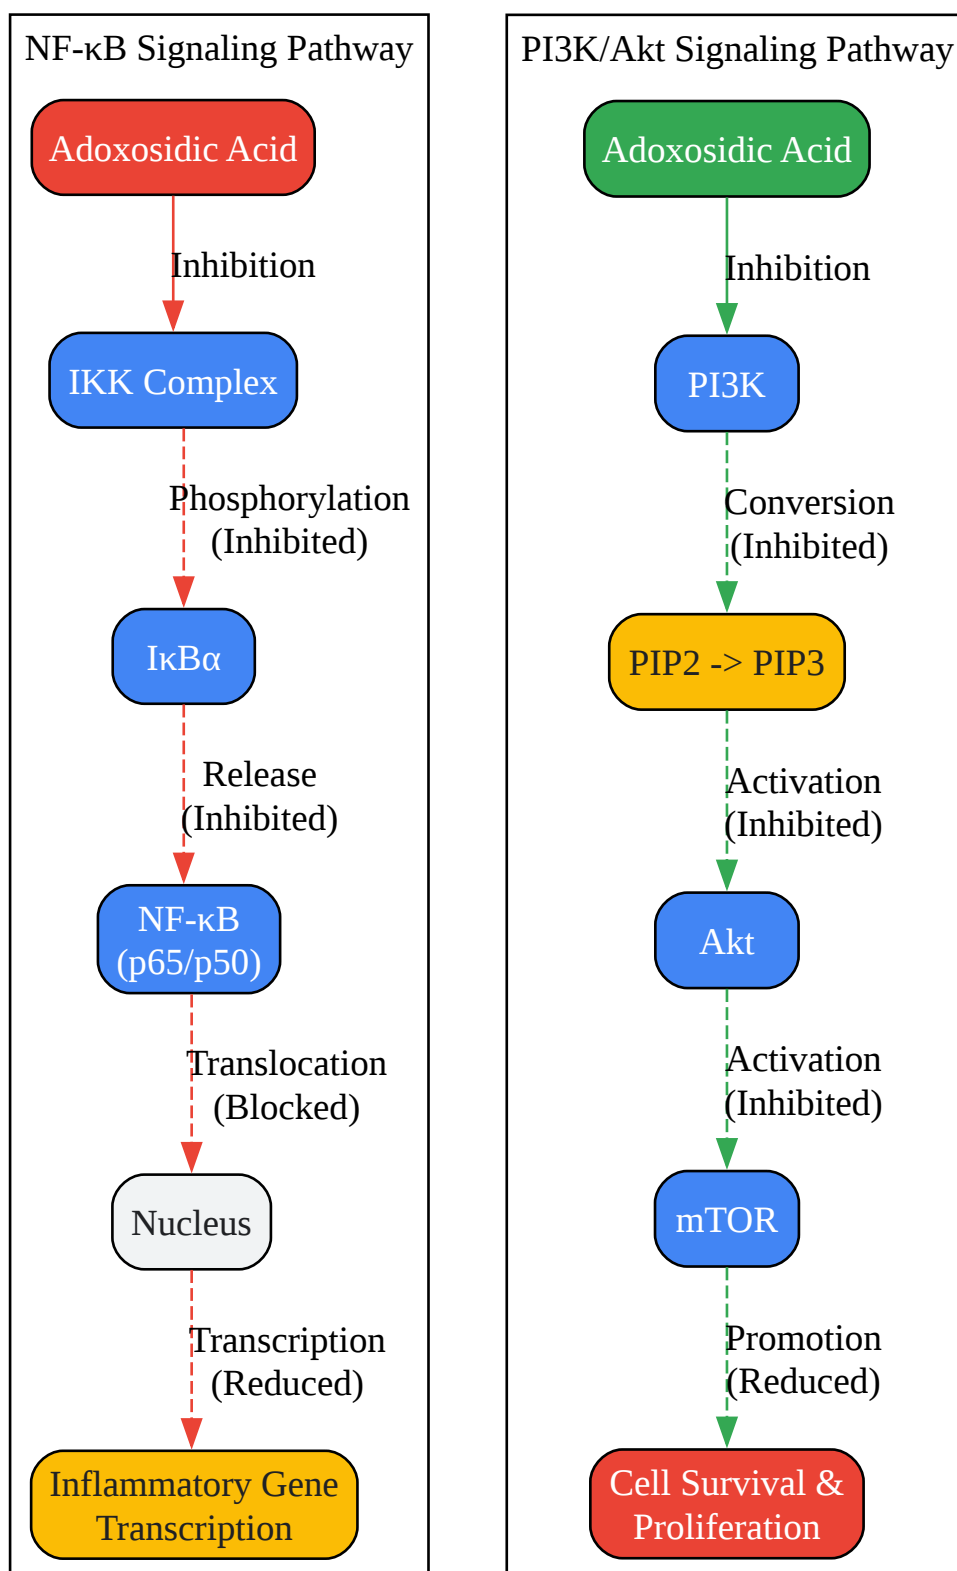 NF-κB Signaling Pathway
Adoxosidic Acid
Inhibition
IKK Complex
Phosphorylation
(Inhibited)
IκBα
Release
(Inhibited)
NF-κB
(p65/p50)
Translocation
(Blocked)
Nucleus
Transcription
(Reduced)
Inflammatory Gene
Transcription
PI3K/Akt Signaling Pathway
Adoxosidic Acid
Inhibition
PI3K
Conversion
(Inhibited)
PIP2 -> PIP3
Activation
(Inhibited)
Akt
Activation
(Inhibited)
mTOR
Promotion
(Reduced)
Cell Survival &
Proliferation